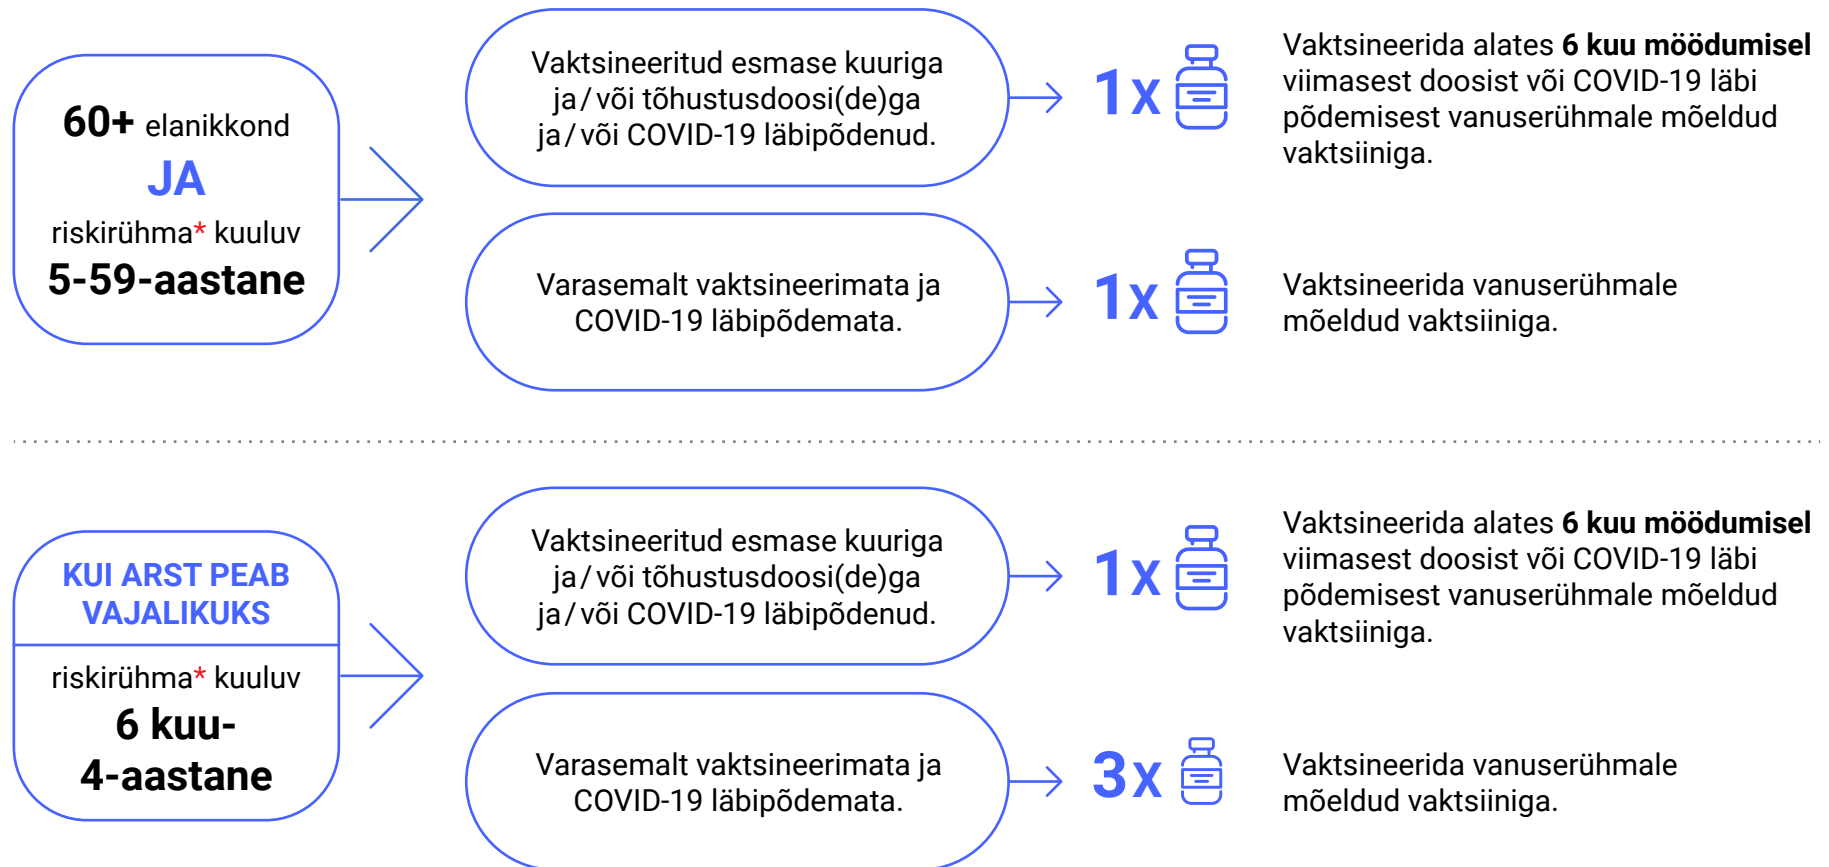 60+ elanikkond
JA
riskirühma* kuuluv
5-59-aastane
Vaktsineeritud esmase kuuriga
ja/või tõhustusdoosi(de)ga
ja/või COVID-19 läbipõdenud.
1x
Vaktsineerida alates 6 kuu möödumisel
viimasest doosist või COVID-19 läbi
põdemisest vanuserühmale mõeldud
vaktsiiniga.
Varasemalt vaktsineerimata ja
COVID-19 läbipõdemata.
1x
Vaktsineerida vanuserühmale
mõeldud vaktsiiniga.
KUI ARST PEAB
VAJALIKUKS
riskirühma* kuuluv
6 kuu-
4-aastane
Vaktsineeritud esmase kuuriga
ja/või tõhustusdoosi(de)ga
ja/või COVID-19 läbipõdenud.
1x
Vaktsineerida alates 6 kuu möödumisel
viimasest doosist või COVID-19 läbi
põdemisest vanuserühmale mõeldud
vaktsiiniga.
Varasemalt vaktsineerimata ja
COVID-19 läbipõdemata.
3x
Vaktsineerida vanuserühmale
mõeldud vaktsiiniga.